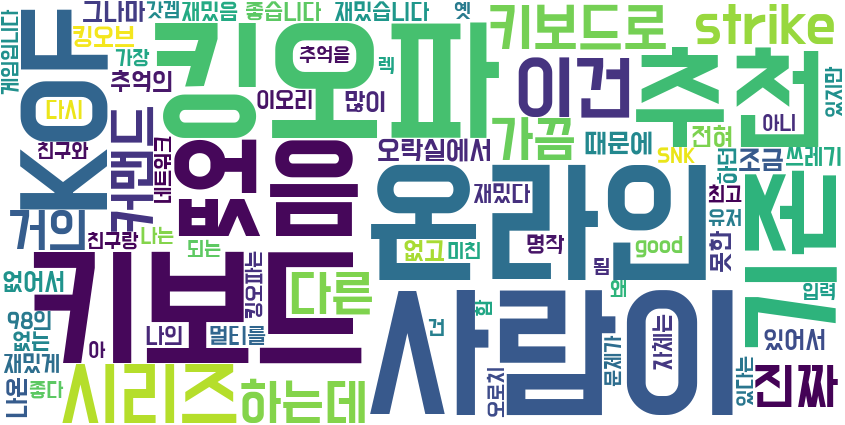 게임입니다
킹오브
그나마
갓겜
재밌음
좋습니다
재밌습니다
옛
키보드로
strike
KOF
킹오파
다시
가장
추억의
추억을
렉
이오리
많이
이건
추천
있지만
커맨드
네트워크
친구와
없음
오락실에서
가끔
때문에
SNK
전혀
아니
하던
조금
쓰레기
거의
친구랑
나는
되는
온라인
재밌다
최고
유저
기존
없고
미친
명작
good
됨
못한
왜
없어서
키보드
킹오파는
다른
사람이
98의
없는
재밌게
아
나의
멀티를
건
함
문제가
자체는
입력
있어서
나온
좋다
시리즈
하는데
오로치
있다는
진짜